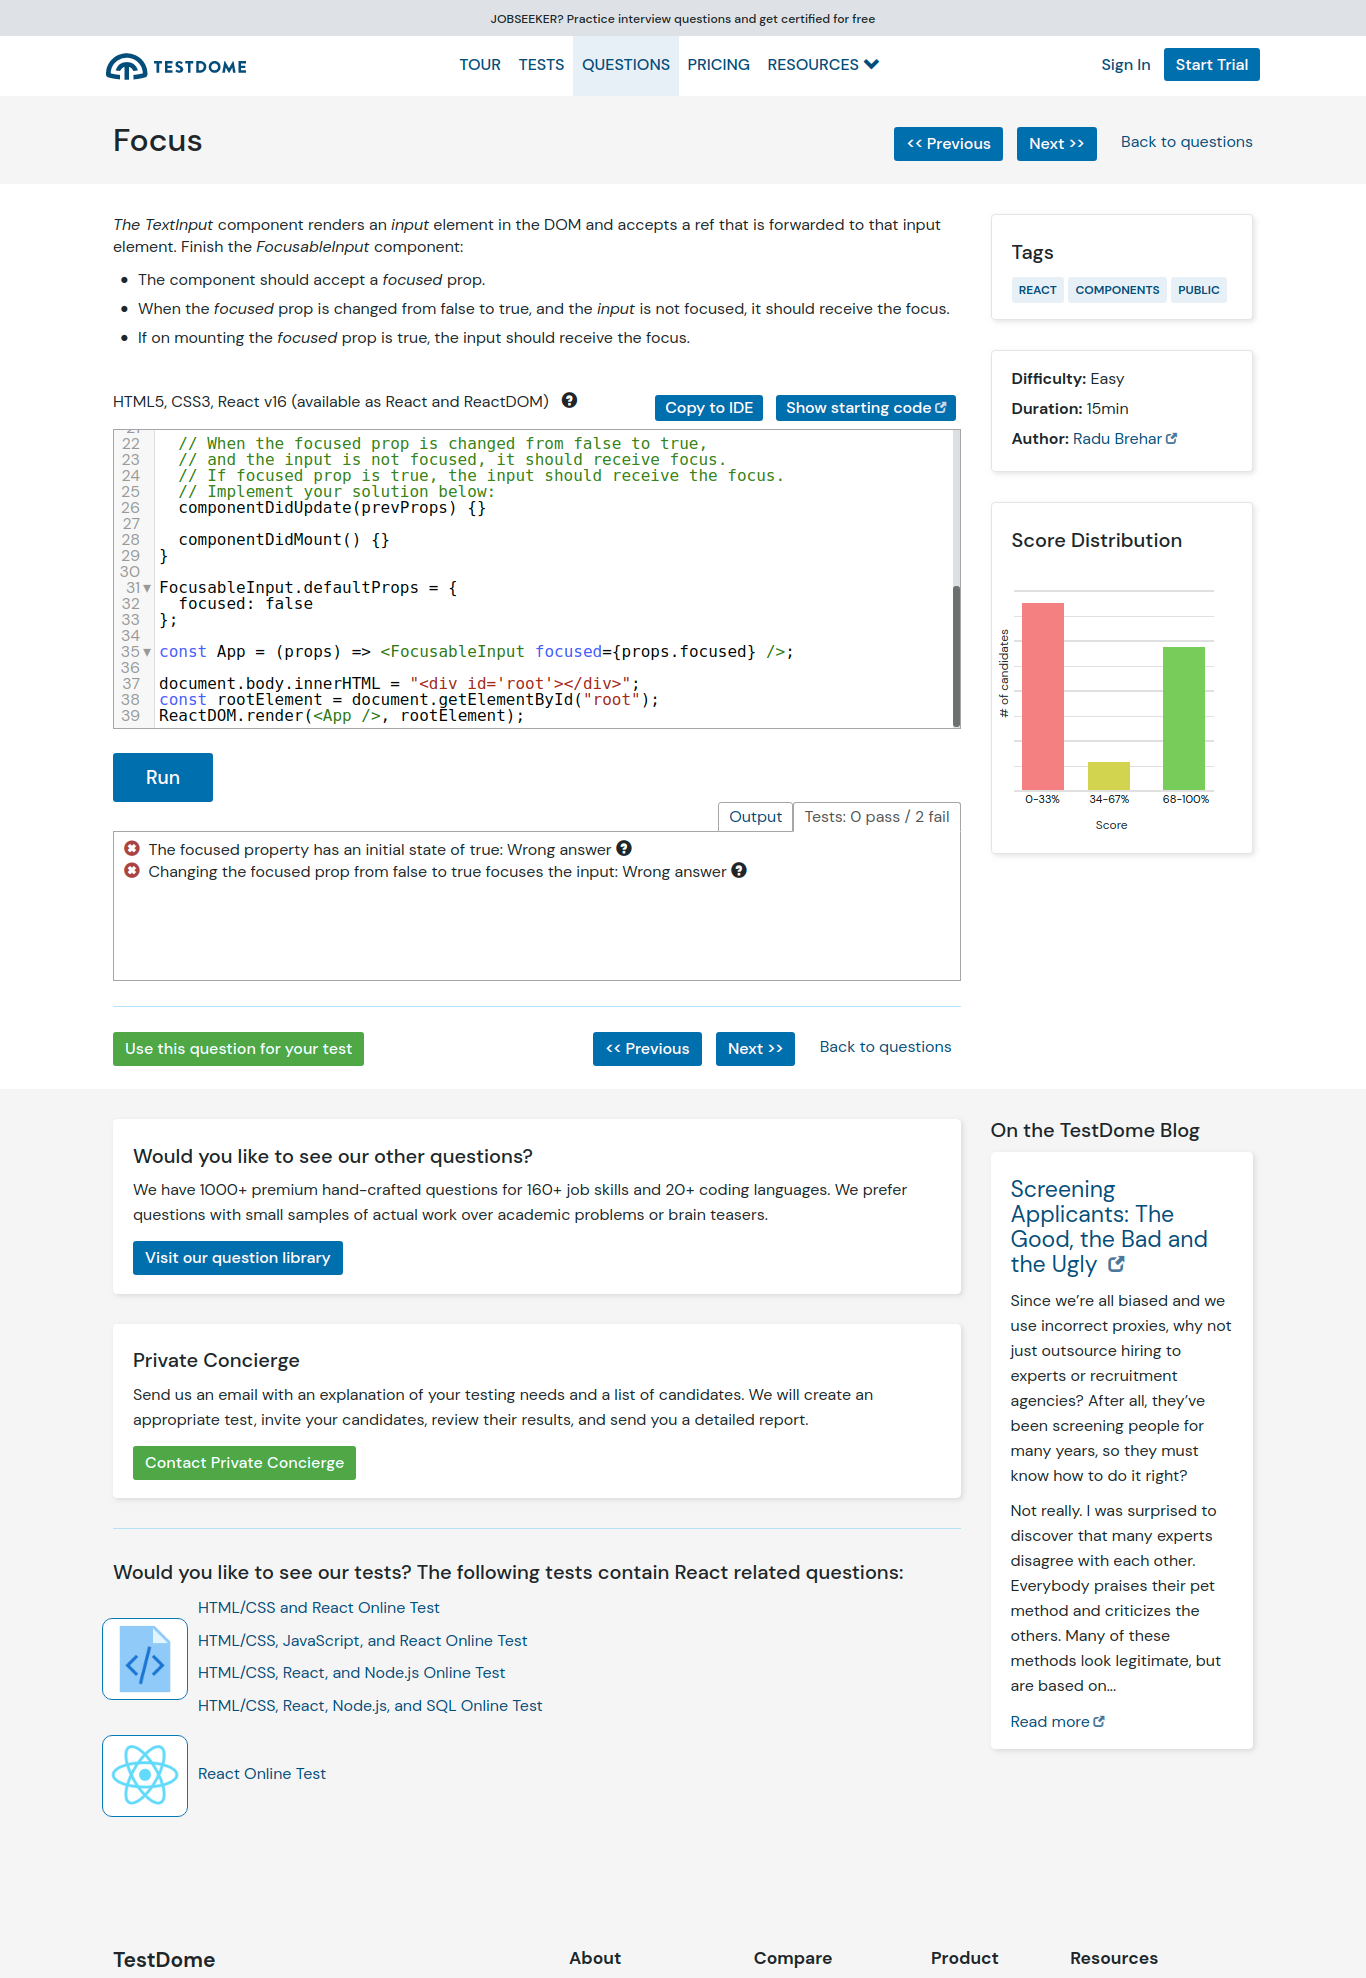 JOBSEEKER? Practice interview questions and get certified for free
TESTDOME
TOUR TESTS QUESTIONS PRICING RESOURCES
Sign In Start Trial
Focus
<< Previous Next >> Back to questions
The TextInput component renders an input element in the DOM and accepts a ref that is forwarded to that input
element. Finish the FocusableInput component:
• The component should accept a focused prop.
• When the focused prop is changed from false to true, and the input is not focused, it should receive the focus.
• If on mounting the focused prop is true, the input should receive the focus.
HTML5, CSS3, React v16 (available as React and ReactDOM)
Copy to IDE Show starting code
22 // When the focused prop is changed from false to true,
23 // and the input is not focused, it should receive focus.
24 // If focused prop is true, the input should receive the focus.
25 // Implement your solution below:
26 componentDidUpdate(prevProps) {}
27
28 componentDidMount() {}
29 }
30
31 FocusableInput.defaultProps = {
32 focused: false
33 };
34
35 const App = (props) => <FocusableInput focused={props.focused} />;
36
37 document.body.innerHTML = "<div id='root'></div>";
38 const rootElement = document.getElementById("root");
39 ReactDOM.render(<App />, rootElement);
Run
Output Tests: 0 pass / 2 fail
The focused property has an initial state of true: Wrong answer
Changing the focused prop from false to true focuses the input: Wrong answer
Use this question for your test
<< Previous Next >> Back to questions
Tags
REACT COMPONENTS PUBLIC
Difficulty: Easy
Duration: 15min
Author: Radu Brehar
Score Distribution
# of candidates
0-33% 34-67% 68-100%
Score
Would you like to see our other questions?
We have 1000+ premium hand-crafted questions for 160+ job skills and 20+ coding languages. We prefer
questions with small samples of actual work over academic problems or brain teasers.
Visit our question library
Private Concierge
Send us an email with an explanation of your testing needs and a list of candidates. We will create an
appropriate test, invite your candidates, review their results, and send you a detailed report.
Contact Private Concierge
Would you like to see our tests? The following tests contain React related questions:
HTML/CSS and React Online Test
HTML/CSS, JavaScript, and React Online Test
HTML/CSS, React, and Node.js Online Test
HTML/CSS, React, Node.js, and SQL Online Test
React Online Test
On the TestDome Blog
Screening
Applicants: The
Good, the Bad and
the Ugly
Since we’re all biased and we
use incorrect proxies, why not
just outsource hiring to
experts or recruitment
agencies? After all, they’ve
been screening people for
many years, so they must
know how to do it right?
Not really. I was surprised to
discover that many experts
disagree with each other.
Everybody praises their pet
method and criticizes the
others. Many of these
methods look legitimate, but
are based on...
Read more
TestDome About Compare Product Resources